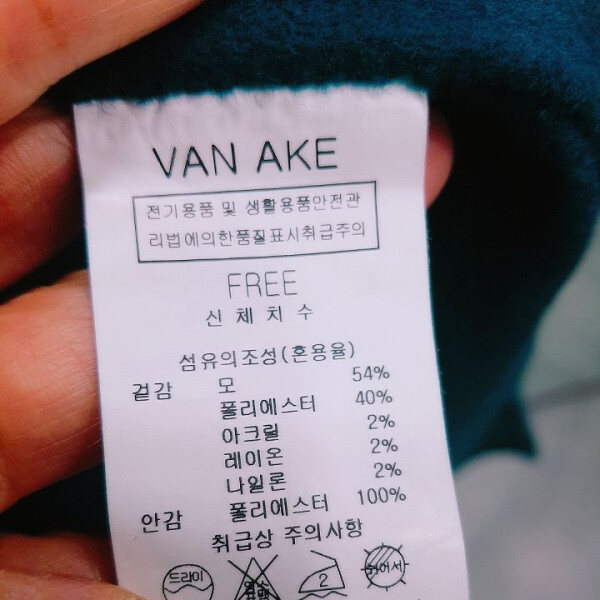 VAN AKE
전기용품 및 생활용품안전관
리법에의한품질표시취급주의
FREE
신체치수
섬유의조성(혼용율)
겉감 모 54%
폴리에스터 40%
아크릴 2%
레이온 2%
나일론 2%
안감 폴리에스터 100%
취급상 주의사항
드라이 2